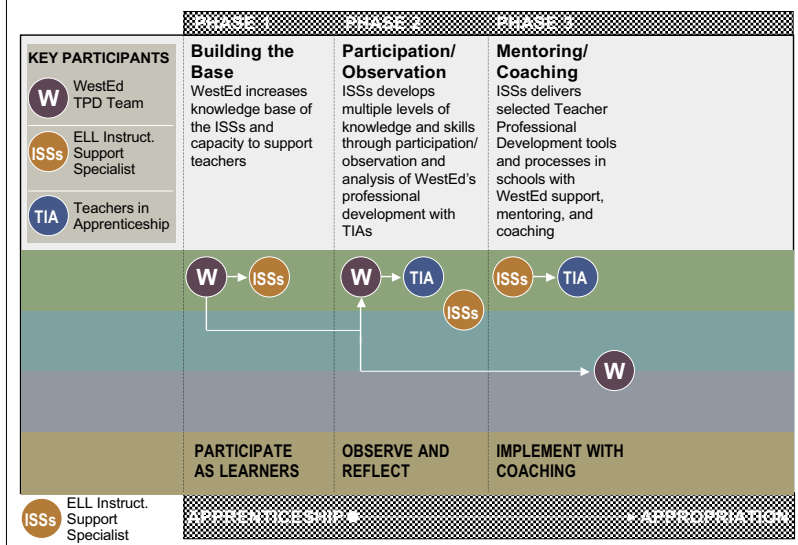 PHASE 1
PHASE 2
PHASE 3
KEY PARTICIPANTS
W
WestEd
TPD Team
ISSs
ELL Instruct.
Support
Specialist
TIA
Teachers in
Apprenticeship
Building the
Base
WestEd increases
knowledge base of
the ISSs and
capacity to support
teachers
Participation/
Observation
ISSs develops
multiple levels of
knowledge and skills
through participation/
observation and
analysis of WestEd’s
professional
development with
TIAs
Mentoring/
Coaching
ISSs delivers
selected Teacher
Professional
Development tools
and processes in
schools with
WestEd support,
mentoring, and
coaching
W
ISSs
W
TIA
ISSs
ISSs
TIA
W
PARTICIPATE
AS LEARNERS
OBSERVE AND
REFLECT
IMPLEMENT WITH
COACHING
ISSs
ELL Instruct.
Support
Specialist
APPRENTICESHIP
APPROPRIATION